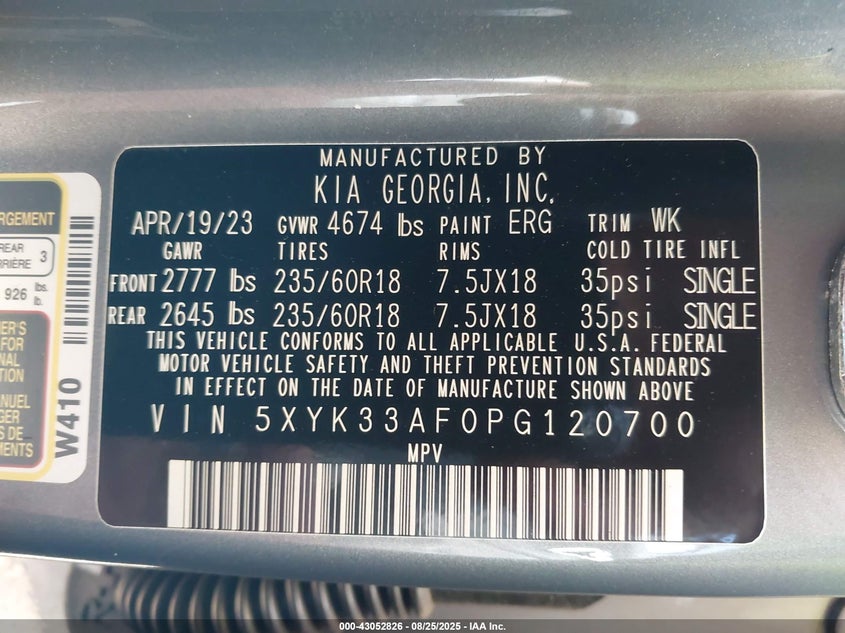 MANUFACTURED BY
KIA GEORGIA, INC.
APR/19/23 GVWR 4674 lbs PAINT ERG TRIM WK
GAWR TIRES RIMS COLD TIRE INFL
FRONT 2777 lbs 235/60R18 7.5JX18 35psi SINGLE
REAR 2645 lbs 235/60R18 7.5JX18 35psi SINGLE
THIS VEHICLE CONFORMS TO ALL APPLICABLE U.S.A. FEDERAL
MOTOR VEHICLE SAFETY AND THEFT PREVENTION STANDARDS
IN EFFECT ON THE DATE OF MANUFACTURE SHOWN ABOVE
VIN 5XYK33AF0PG120700
MPV
REAR
3
926 lbs.
lb.
FOR
DE
W410
000-43052826 - 08/25/2025 - IAA Inc.